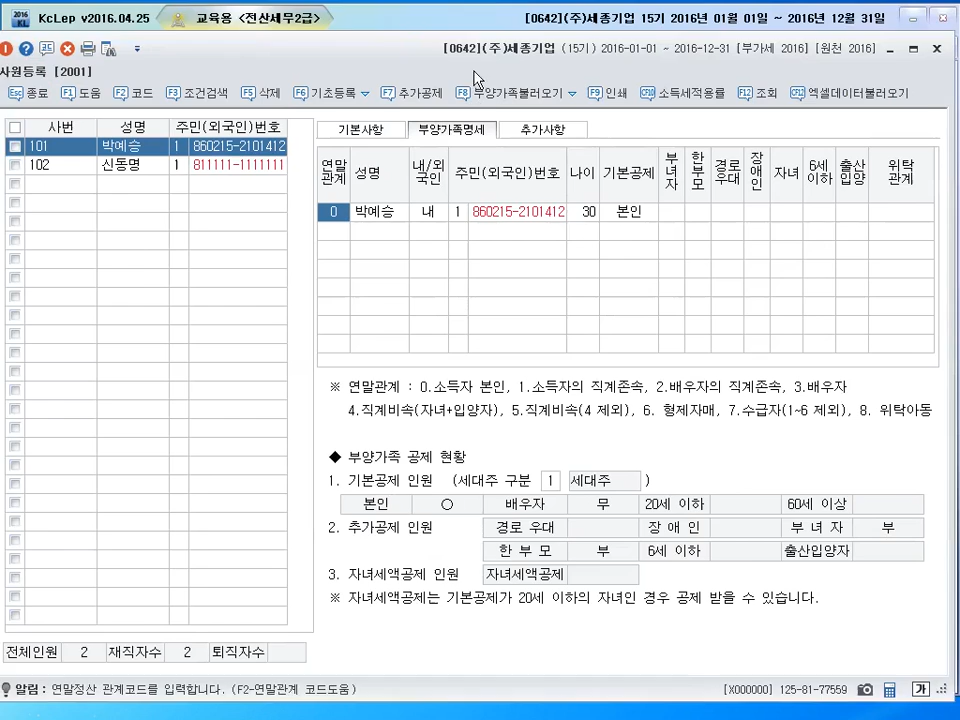 KcLep v2016.04.25 교육용 <전산세무2급> [0642](주)세종기업 15기 2016년 01월 01일 ~ 2016년 12월 31일
[0642](주)세종기업 (15기) 2016-01-01 ~ 2016-12-31 [부가세 2016] [원천 2016]
사원등록 [2001]
Esc 종료 F1 도움 F2 코드 F3 조건검색 F5 삭제 F6 기초등록 F7 추가공제 F8 부양가족불러오기 F9 인쇄 CF10 소득세적용률 F12 조회 CF12 엑셀데이터불러오기
사번 성명 주민(외국인)번호
101 박예승 1 860215-2101412
102 신동명 1 811111-1111111
전체인원 2 재직자수 2 퇴직자수
기본사항 부양가족명세 추가사항
연말관계 성명 내/외국인 주민(외국인)번호 나이 기본공제 부녀자 한부모 경로우대 장애인 자녀 6세이하 출산입양 위탁관계
0 박예승 내 1 860215-2101412 30 본인
※ 연말관계 : 0.소득자 본인, 1.소득자의 직계존속, 2.배우자의 직계존속, 3.배우자
4.직계비속(자녀+입양자), 5.직계비속(4 제외), 6. 형제자매, 7.수급자(1~6 제외), 8. 위탁아동
◆ 부양가족 공제 현황
1. 기본공제 인원 (세대주 구분 1 세대주 )
본인 ○ 배우자 무 20세 이하 60세 이상
2. 추가공제 인원 경로 우대 장 애 인 부 녀 자 부
한 부 모 부 6세 이하 출산입양자
3. 자녀세액공제 인원 자녀세액공제
※ 자녀세액공제는 기본공제가 20세 이하의 자녀인 경우 공제 받을 수 있습니다.
알림 : 연말정산 관계코드를 입력합니다. (F2-연말관계 코드도움) [X000000] 125-81-77559 가